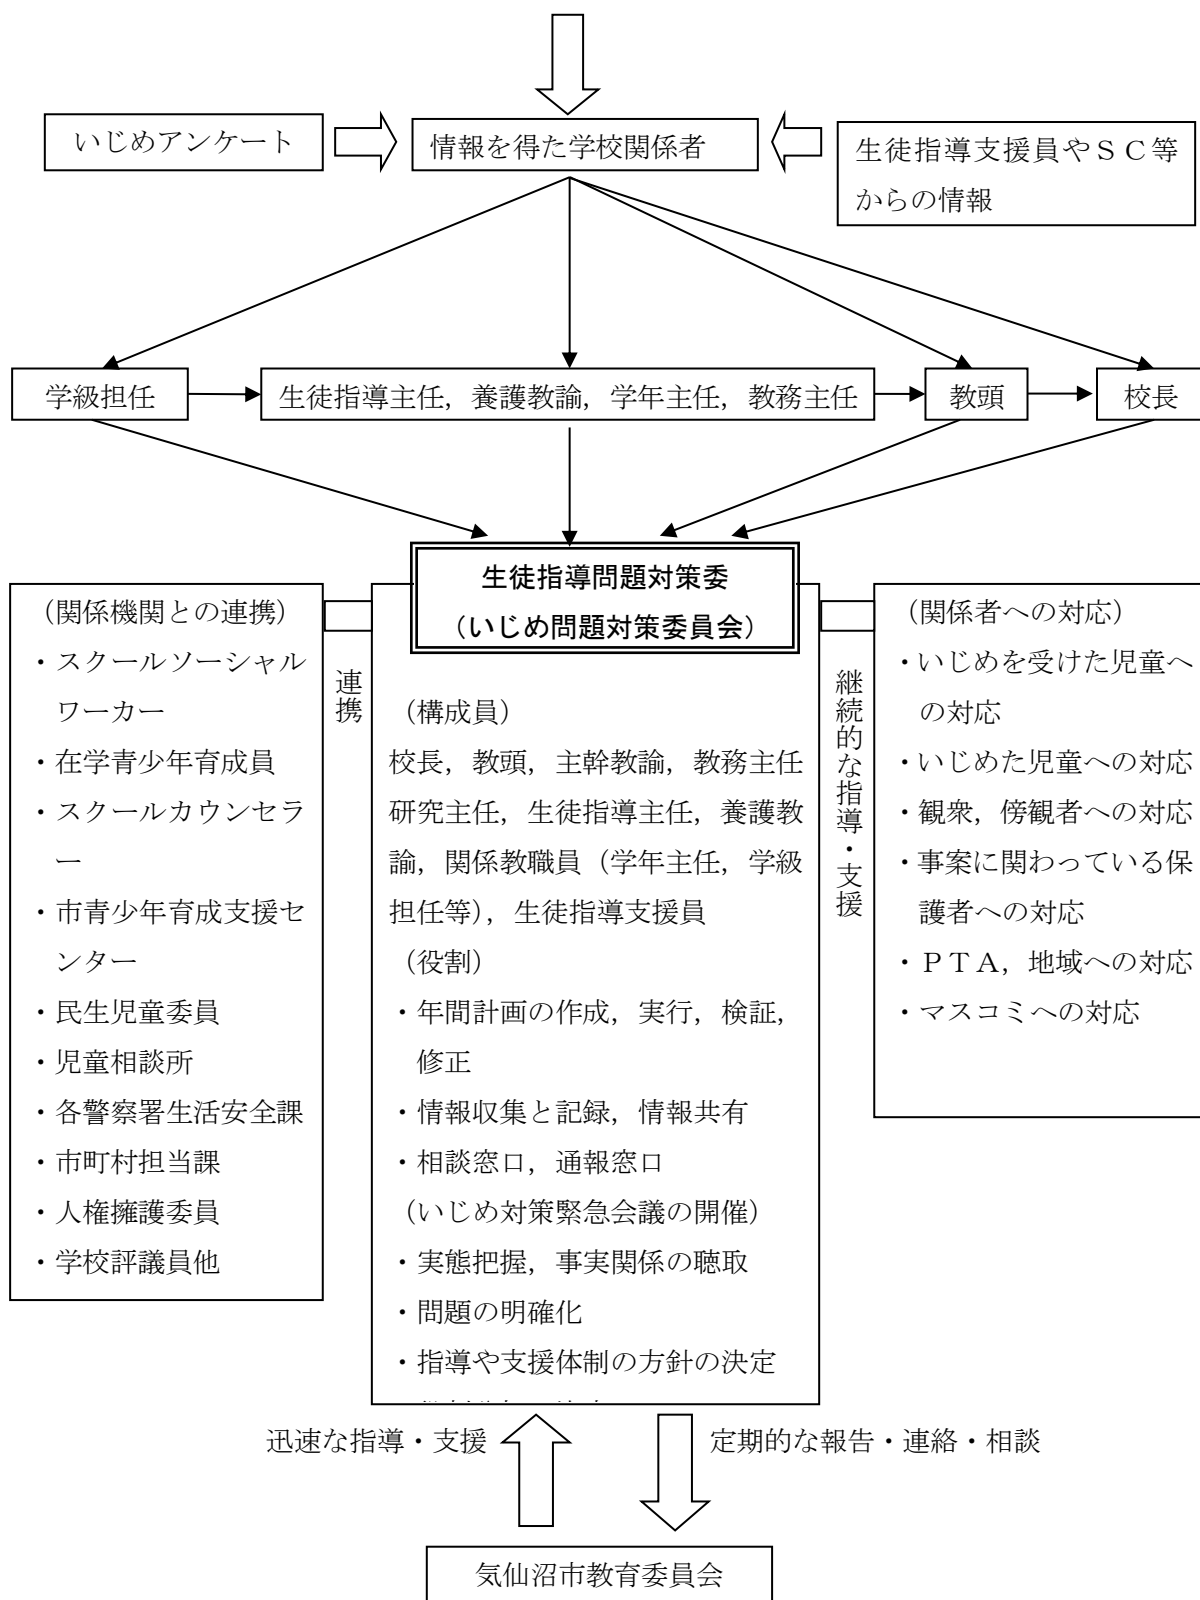 いじめアンケート
情報を得た学校関係者
生徒指導支援員やＳＣ等
からの情報
学級担任
生徒指導主任，養護教諭，学年主任，教務主任
教頭
校長
生徒指導問題対策委
（いじめ問題対策委員会）
（関係機関との連携）
・スクールソーシャル
ワーカー
・在学青少年育成員
・スクールカウンセラ
ー
・市青少年育成支援セ
ンター
・民生児童委員
・児童相談所
・各警察署生活安全課
・市町村担当課
・人権擁護委員
・学校評議員他
連携
（構成員）
校長，教頭，主幹教諭，教務主任
研究主任，生徒指導主任，養護教
諭，関係教職員（学年主任，学級
担任等），生徒指導支援員
（役割）
・年間計画の作成，実行，検証，
修正
・情報収集と記録，情報共有
・相談窓口，通報窓口
（いじめ対策緊急会議の開催）
・実態把握，事実関係の聴取
・問題の明確化
・指導や支援体制の方針の決定
継続的な指導・支援
（関係者への対応）
・いじめを受けた児童へ
の対応
・いじめた児童への対応
・観衆，傍観者への対応
・事案に関わっている保
護者への対応
・ＰＴＡ，地域への対応
・マスコミへの対応
迅速な指導・支援
定期的な報告・連絡・相談
気仙沼市教育委員会